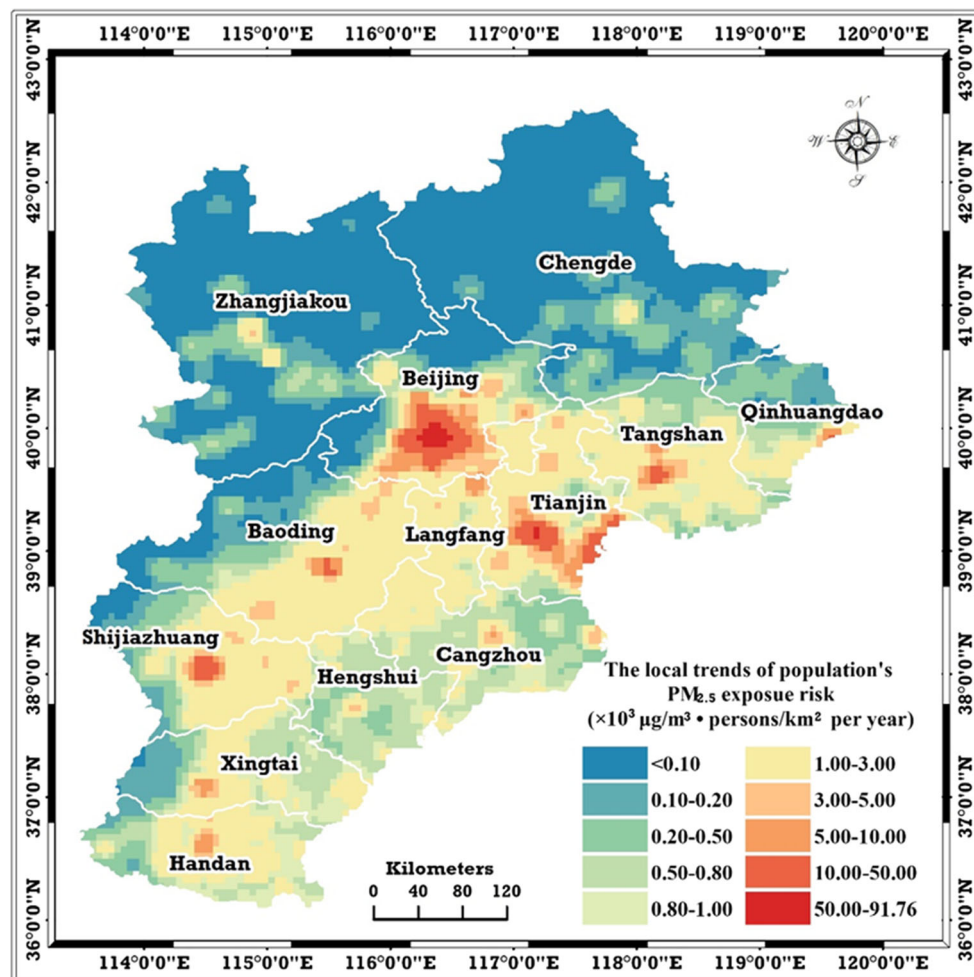 114°0'0"E 115°0'0"E 116°0'0"E 117°0'0"E 118°0'0"E 119°0'0"E 120°0'0"E
43°0'0"N
42°0'0"N
41°0'0"N
40°0'0"N
39°0'0"N
38°0'0"N
37°0'0"N
36°0'0"N
N
W E
S
Chengde
Zhangjiakou
Beijing
Qinhuangdao
Tangshan
Tianjin
Baoding
Langfang
Shijiazhuang
Cangzhou
Hengshui
Xingtai
Handan
The local trends of population's
PM2.5 exposue risk
(×10³ μg/m³ • persons/km² per year)
<0.10
0.10-0.20
0.20-0.50
0.50-0.80
0.80-1.00
1.00-3.00
3.00-5.00
5.00-10.00
10.00-50.00
50.00-91.76
Kilometers
0 40 80 120
43°0'0"N
42°0'0"N
41°0'0"N
40°0'0"N
39°0'0"N
38°0'0"N
37°0'0"N
36°0'0"N
114°0'0"E 115°0'0"E 116°0'0"E 117°0'0"E 118°0'0"E 119°0'0"E 120°0'0"E